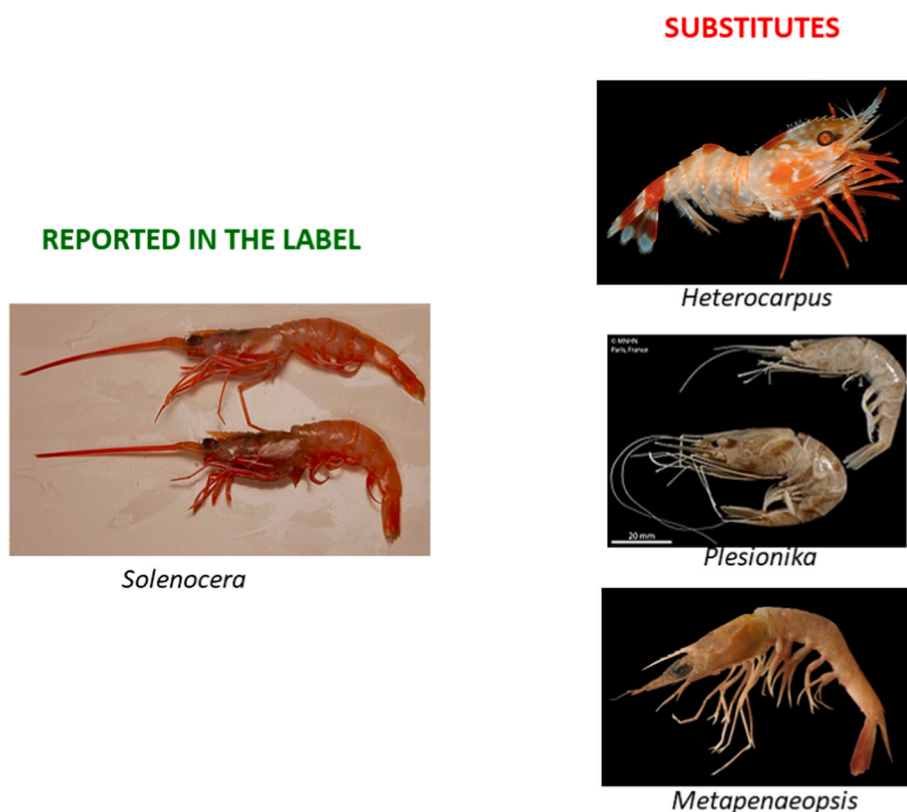 SUBSTITUTES
Heterocarpus
REPORTED IN THE LABEL
Solenocera
© MNHN
Paris, France
20 mm
Plesionika
Metapenaeopsis